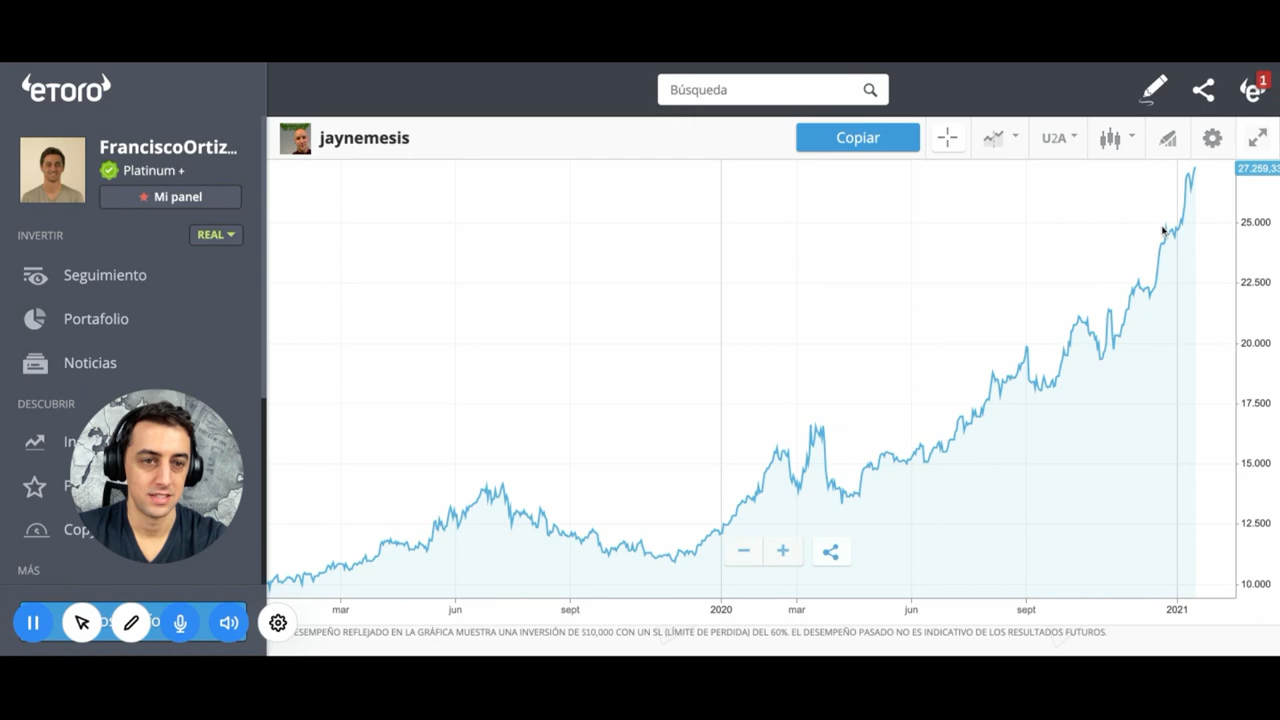 eTORO
FranciscoOrtiz...
Platinum +
Mi panel
INVERTIR
REAL
Seguimiento
Portafolio
Noticias
DESCUBRIR
MÁS
Búsqueda
1
jaynemesis
Copiar
U2A
27.259,33
25.000
22.500
20.000
17.500
15.000
12.500
10.000
mar
jun
sept
2020
mar
jun
sept
2021
DESEMPEÑO REFLEJADO EN LA GRÁFICA MUESTRA UNA INVERSIÓN DE $10,000 CON UN SL (LÍMITE DE PERDIDA) DEL 60%. EL DESEMPEÑO PASADO NO ES INDICATIVO DE LOS RESULTADOS FUTUROS.